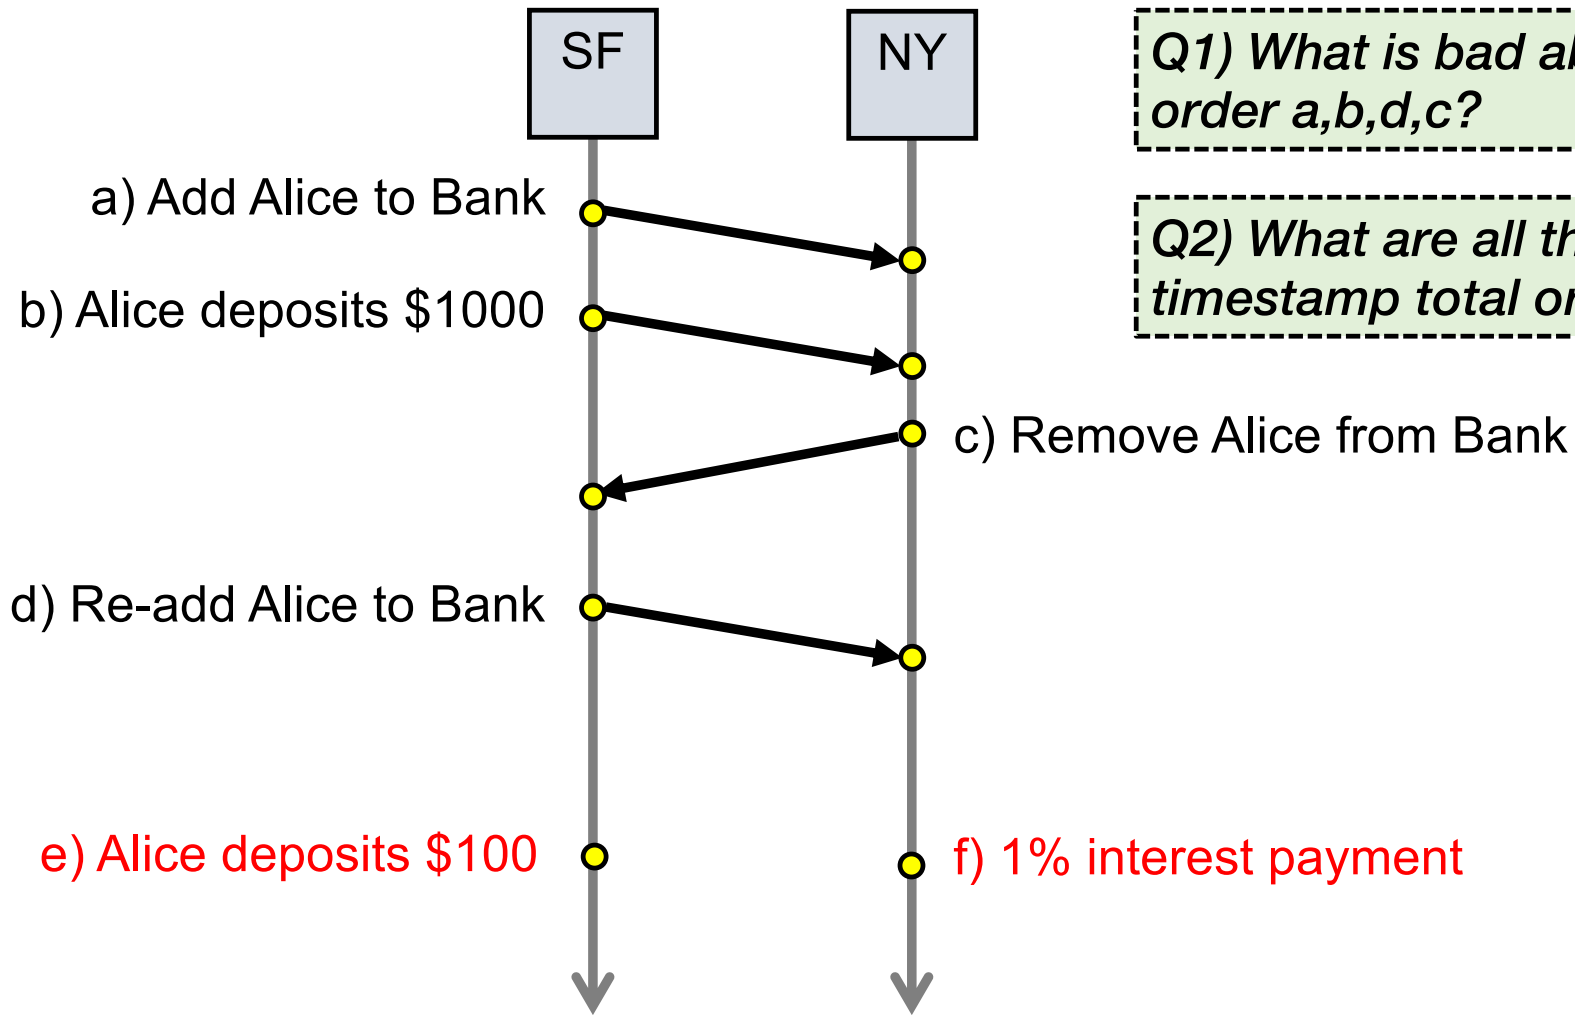 SF
NY
Q1) What is bad
order a,b,d,c?
a) Add Alice to Bank
Q2) What are all
timestamp total
b) Alice deposits $1000
c) Remove Alice from Bank
d) Re-add Alice to Bank
e) Alice deposits $100
f) 1% interest payment